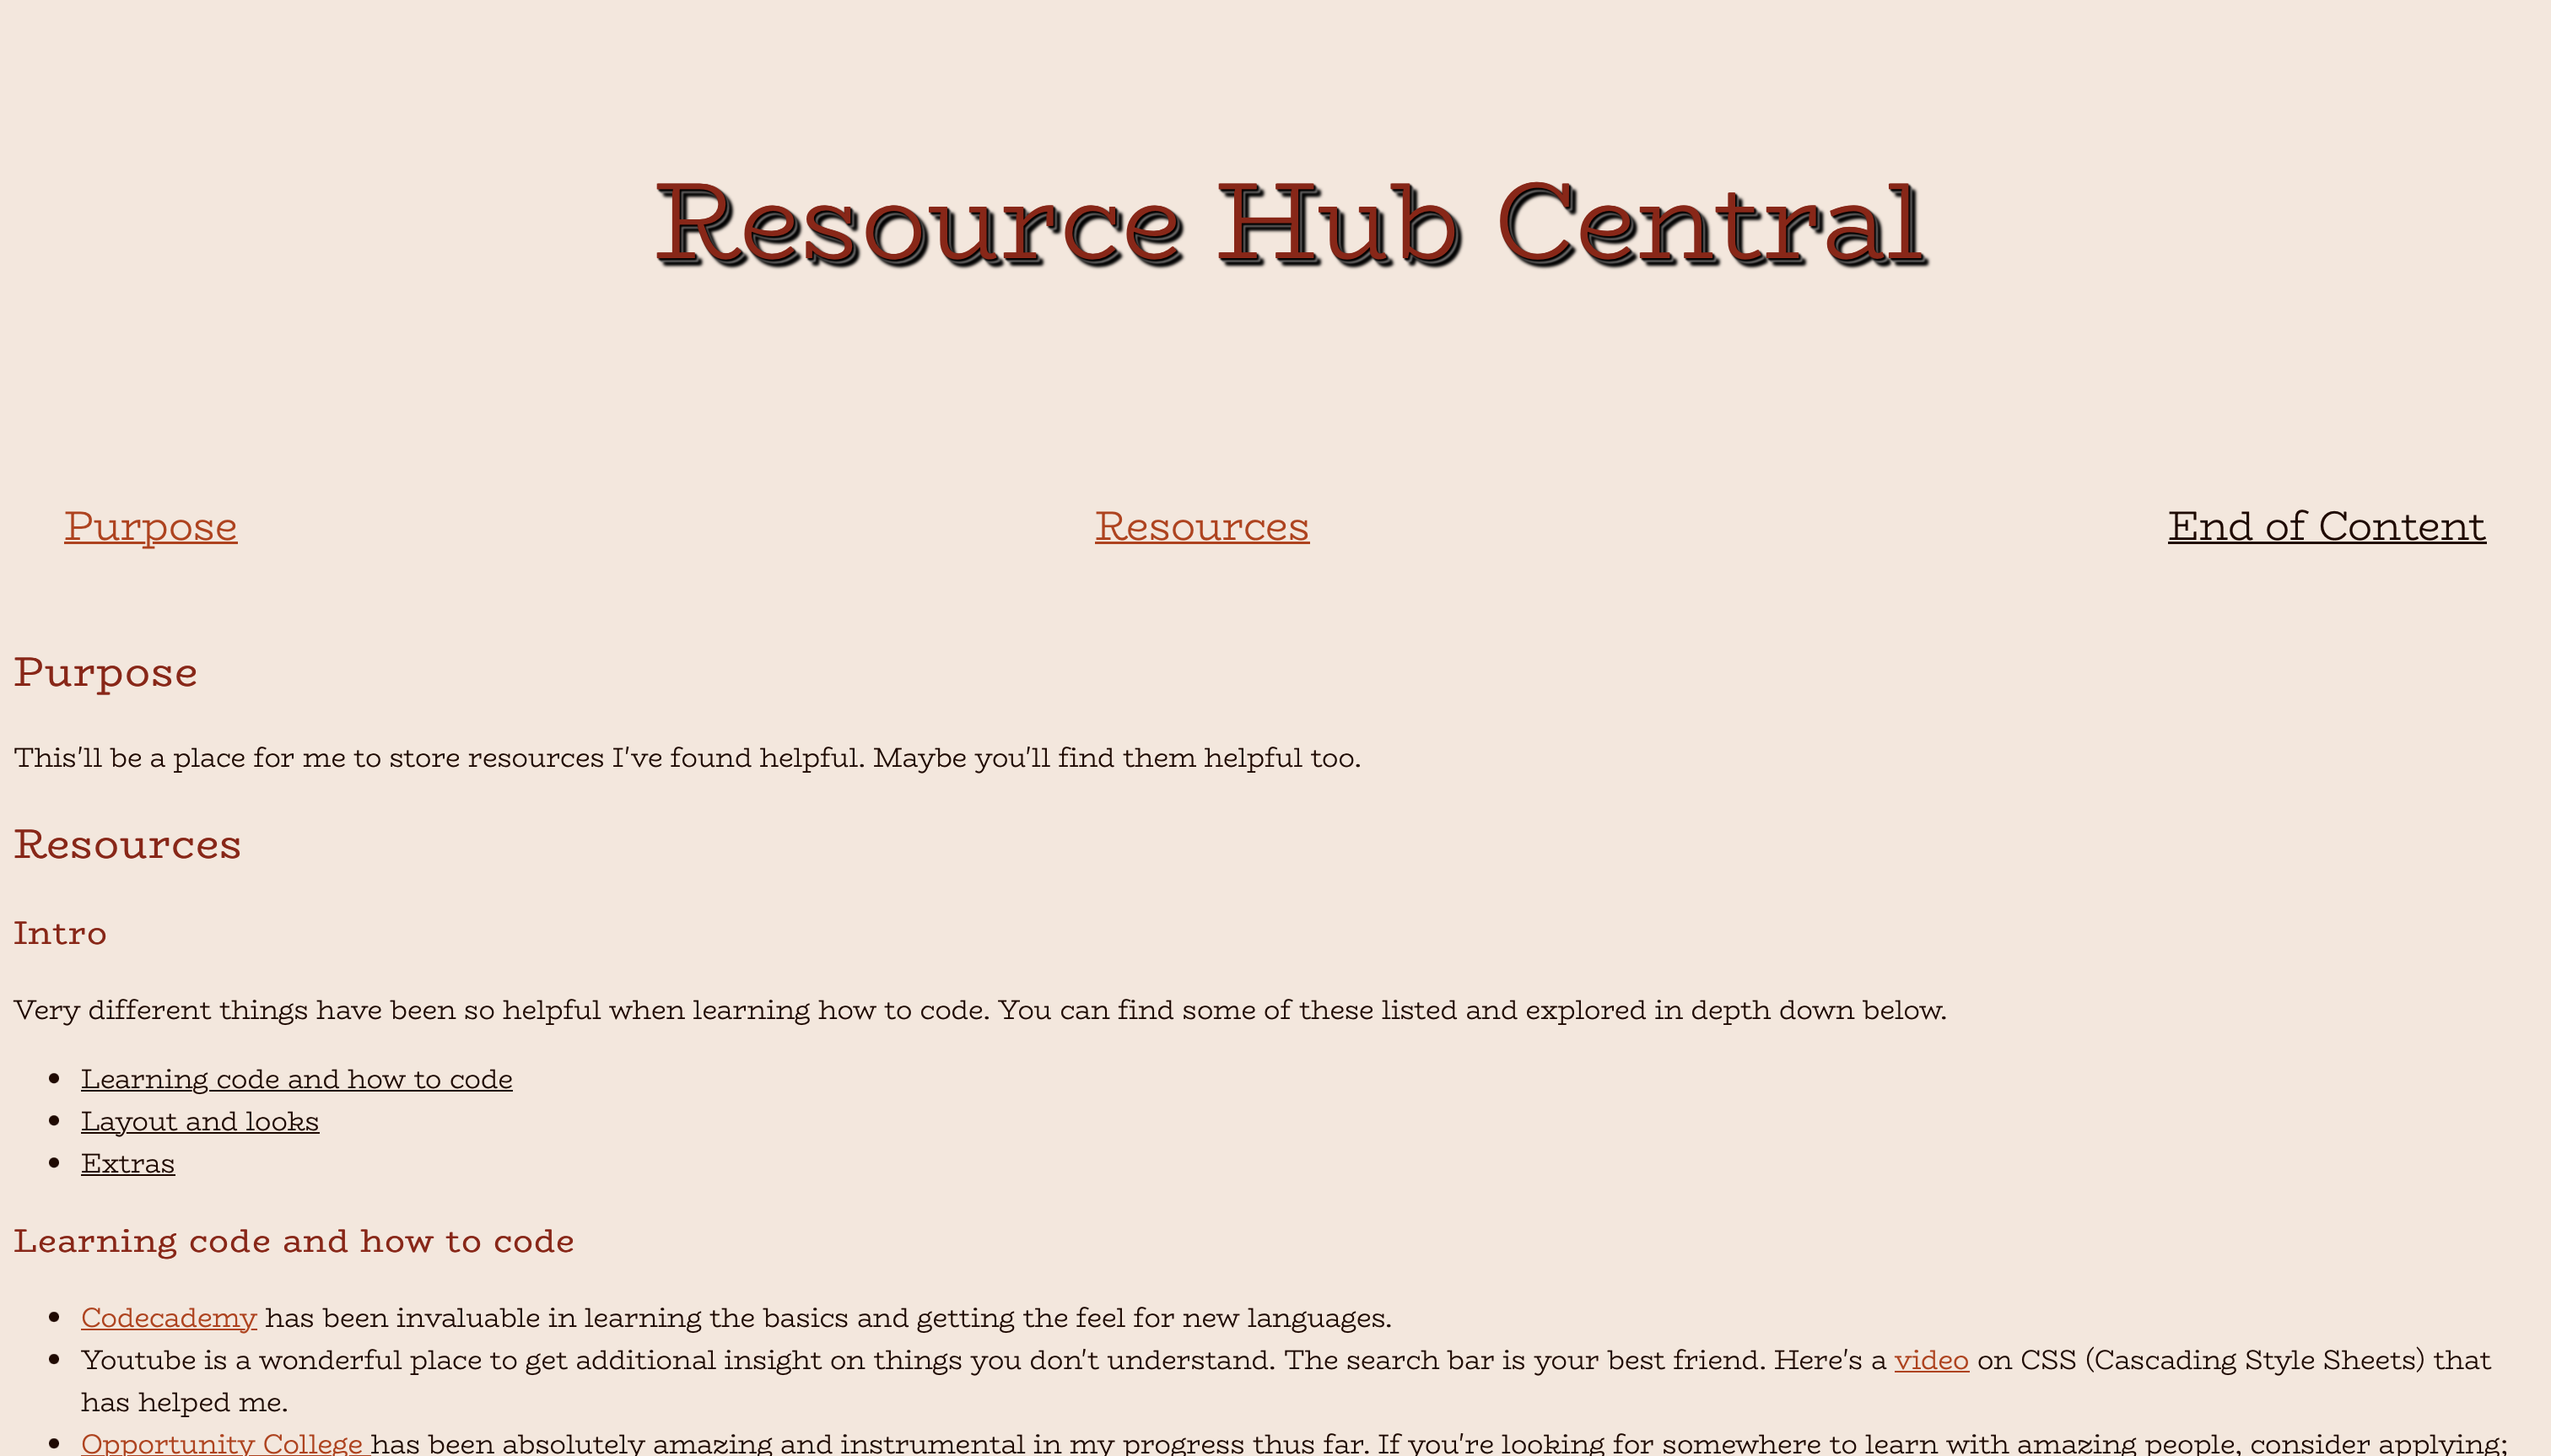 Resource Hub Central
Purpose Resources End of Content
Purpose
This'll be a place for me to store resources I've found helpful. Maybe you'll find them helpful too.
Resources
Intro
Very different things have been so helpful when learning how to code. You can find some of these listed and explored in depth down below.
Learning code and how to code
Layout and looks
Extras
Learning code and how to code
Codecademy has been invaluable in learning the basics and getting the feel for new languages.
Youtube is a wonderful place to get additional insight on things you don't understand. The search bar is your best friend. Here's a video on CSS (Cascading Style Sheets) that
has helped me.
Opportunity College has been absolutely amazing and instrumental in my progress thus far. If you're looking for somewhere to learn with amazing people, consider applying;